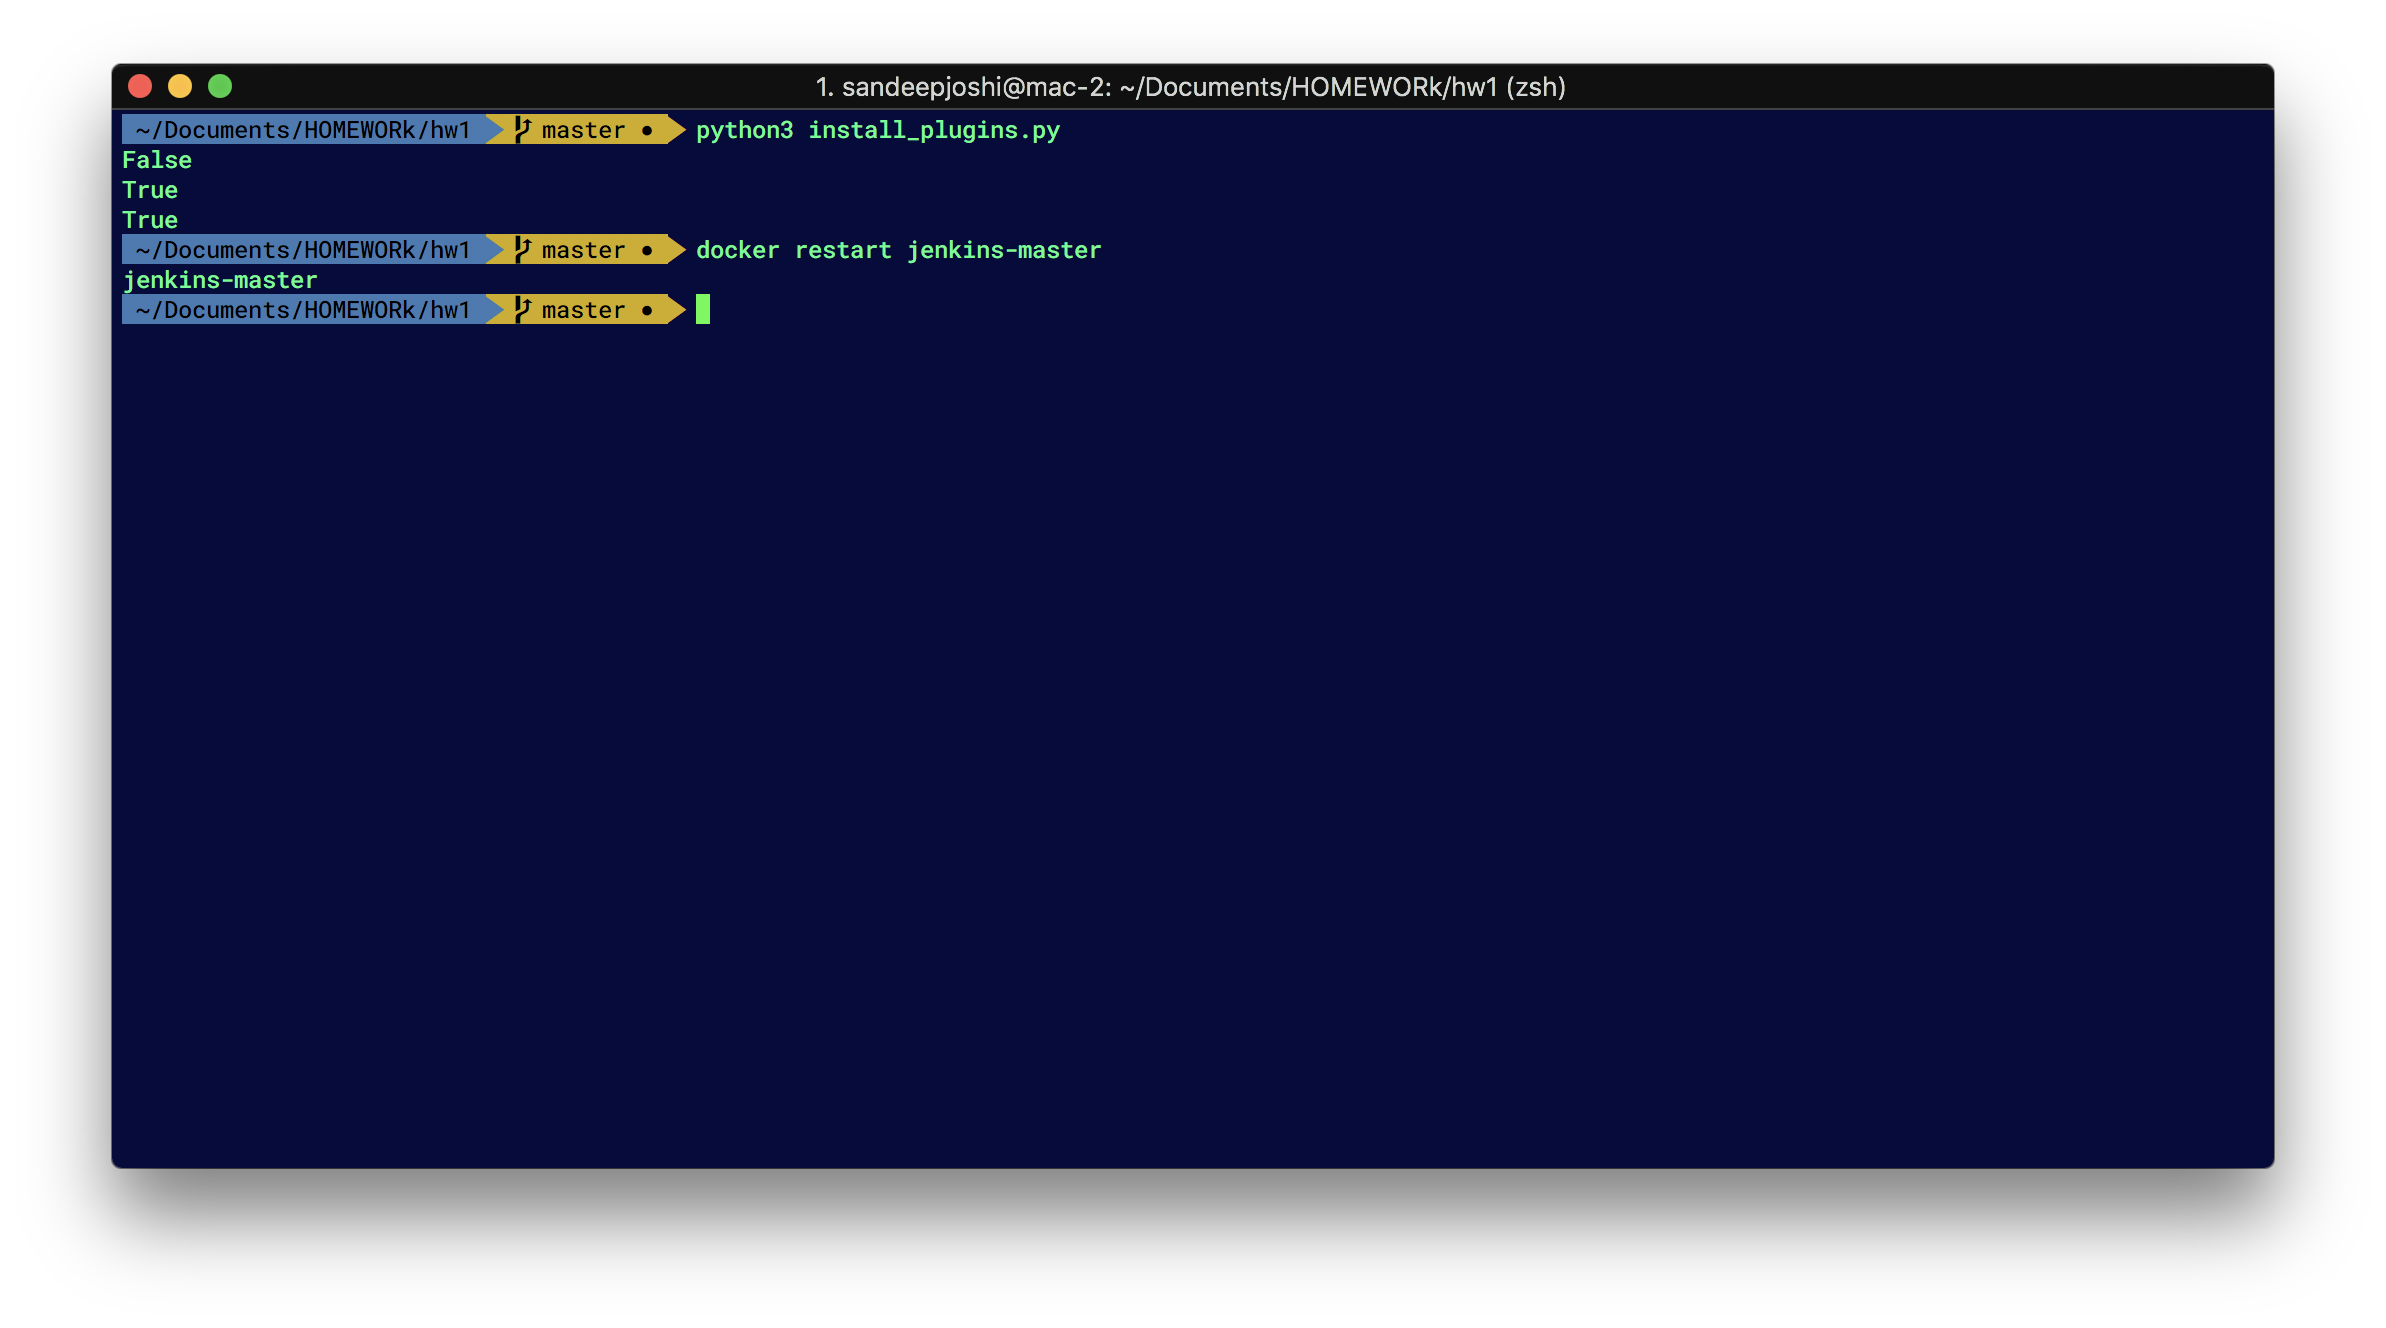 1. sandeepjoshi@mac-2: ~/Documents/HOMEWORk/hw1 (zsh)
~/Documents/HOMEWORk/hw1 master ● python3 install_plugins.py
False
True
True
~/Documents/HOMEWORk/hw1 master ● docker restart jenkins-master
jenkins-master
~/Documents/HOMEWORk/hw1 master ●